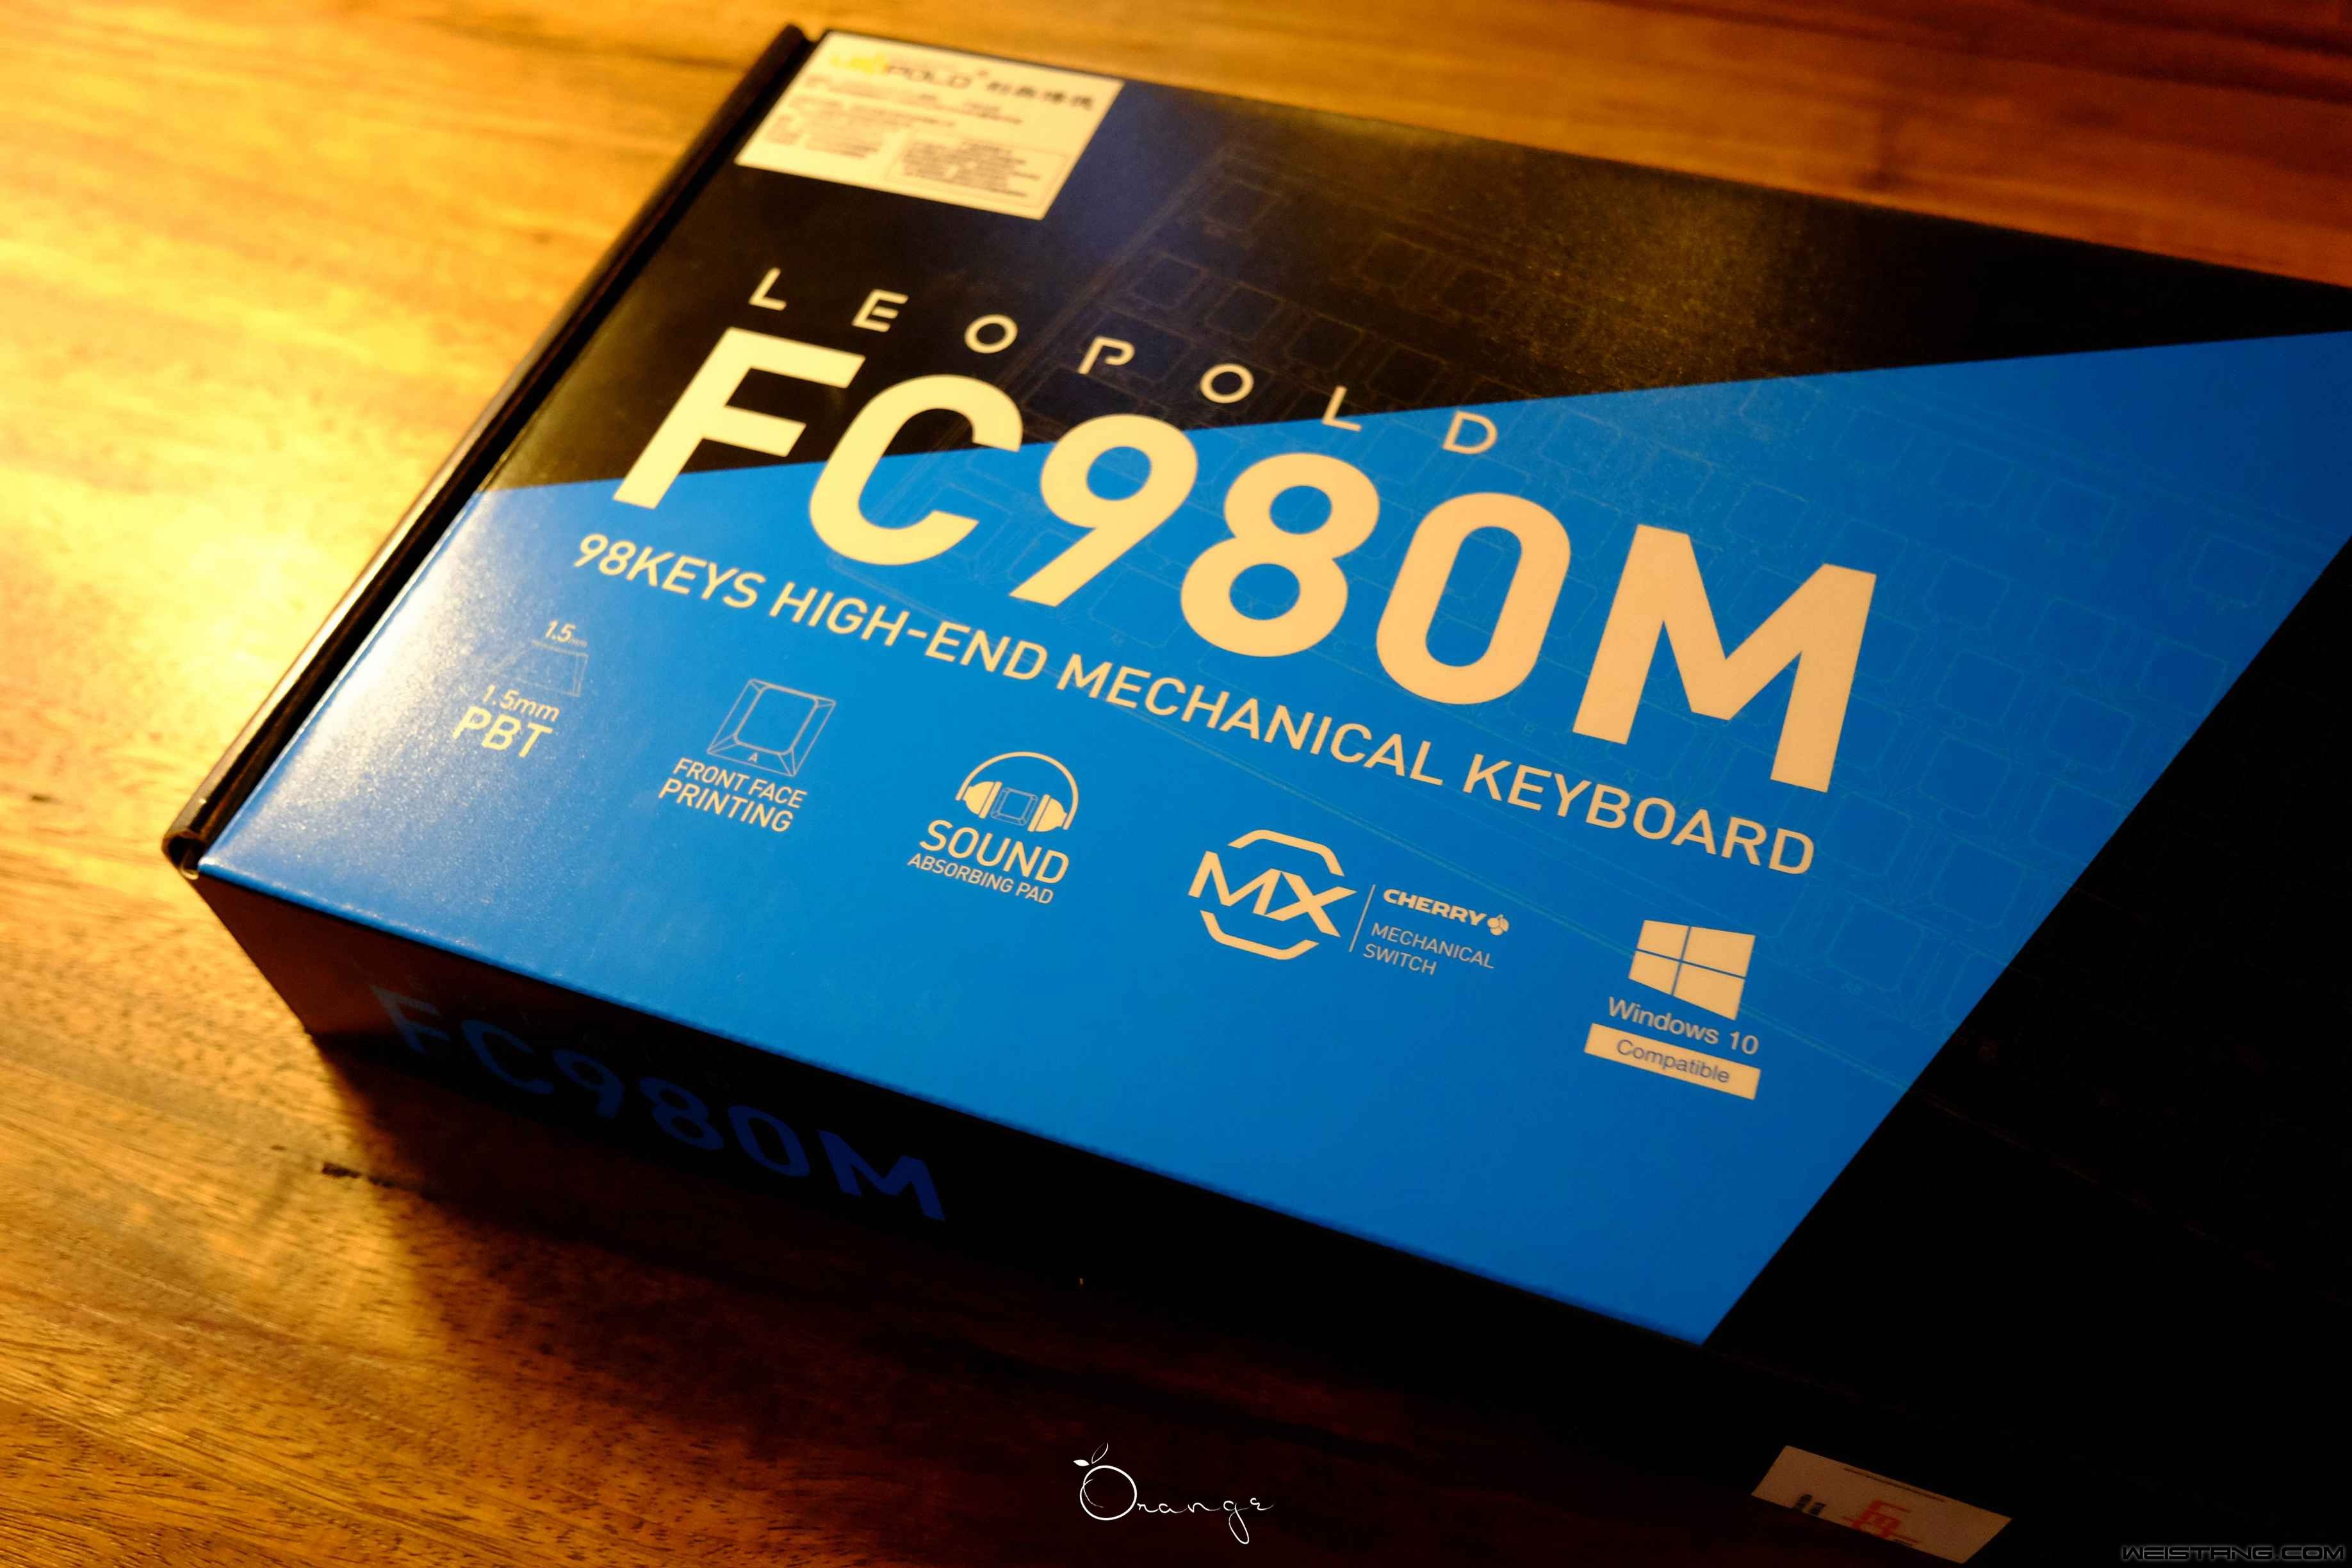 LEOPOLD
FC980M
98KEYS HIGH-END MECHANICAL KEYBOARD
1.5mm
1.5mm
PBT
A
FRONT FACE
PRINTING
SOUND
ABSORBING PAD
MX
CHERRY
MECHANICAL
SWITCH
Windows 10
Compatible
FC980M
Orange
WEISTANG.COM